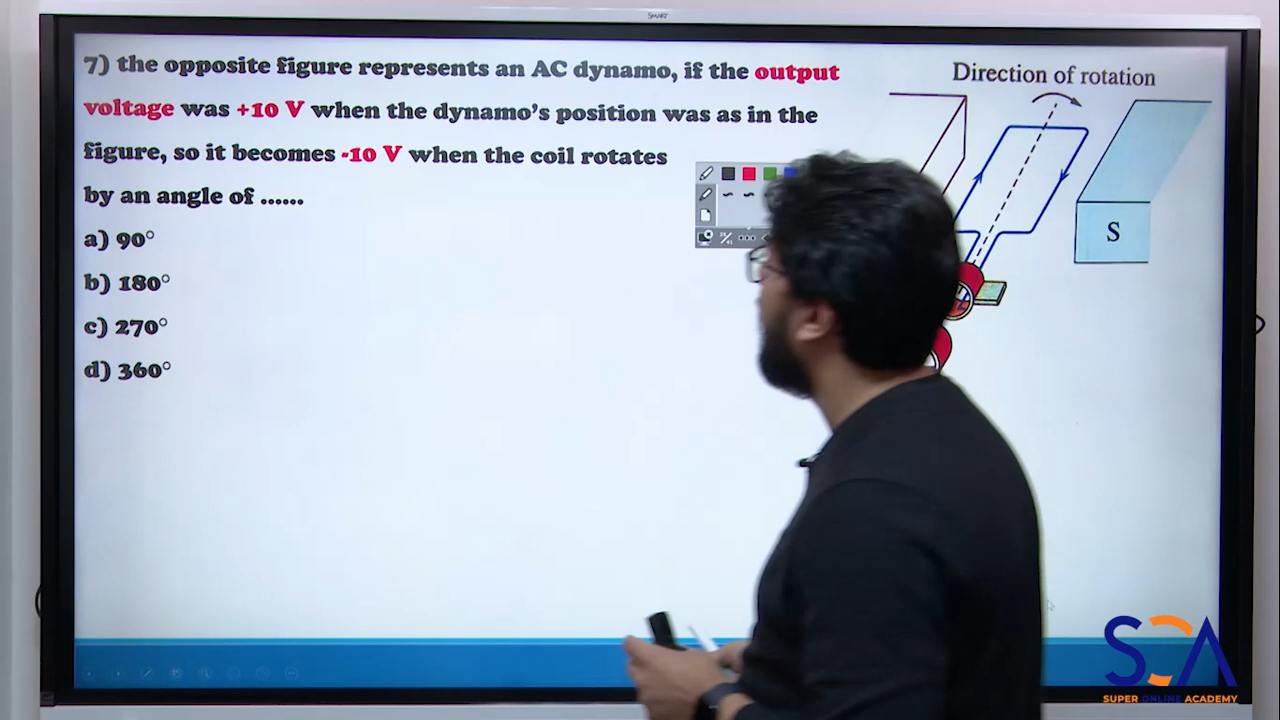 SMART
7) the opposite figure represents an AC dynamo, if the output
voltage was +10 V when the dynamo's position was as in the
figure, so it becomes -10 V when the coil rotates
by an angle of ......
a) 90°
b) 180°
c) 270°
d) 360°
Direction of rotation
S
SOA
SUPER ONLINE ACADEMY